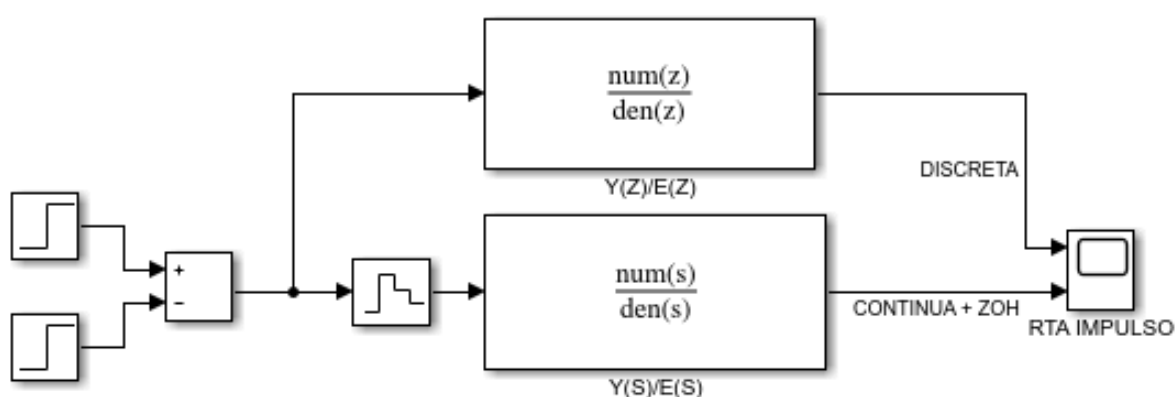 num(z)
den(z)
Y(Z)/E(Z)
DISCRETA
+
−
num(s)
den(s)
Y(S)/E(S)
CONTINUA + ZOH
RTA IMPULSO